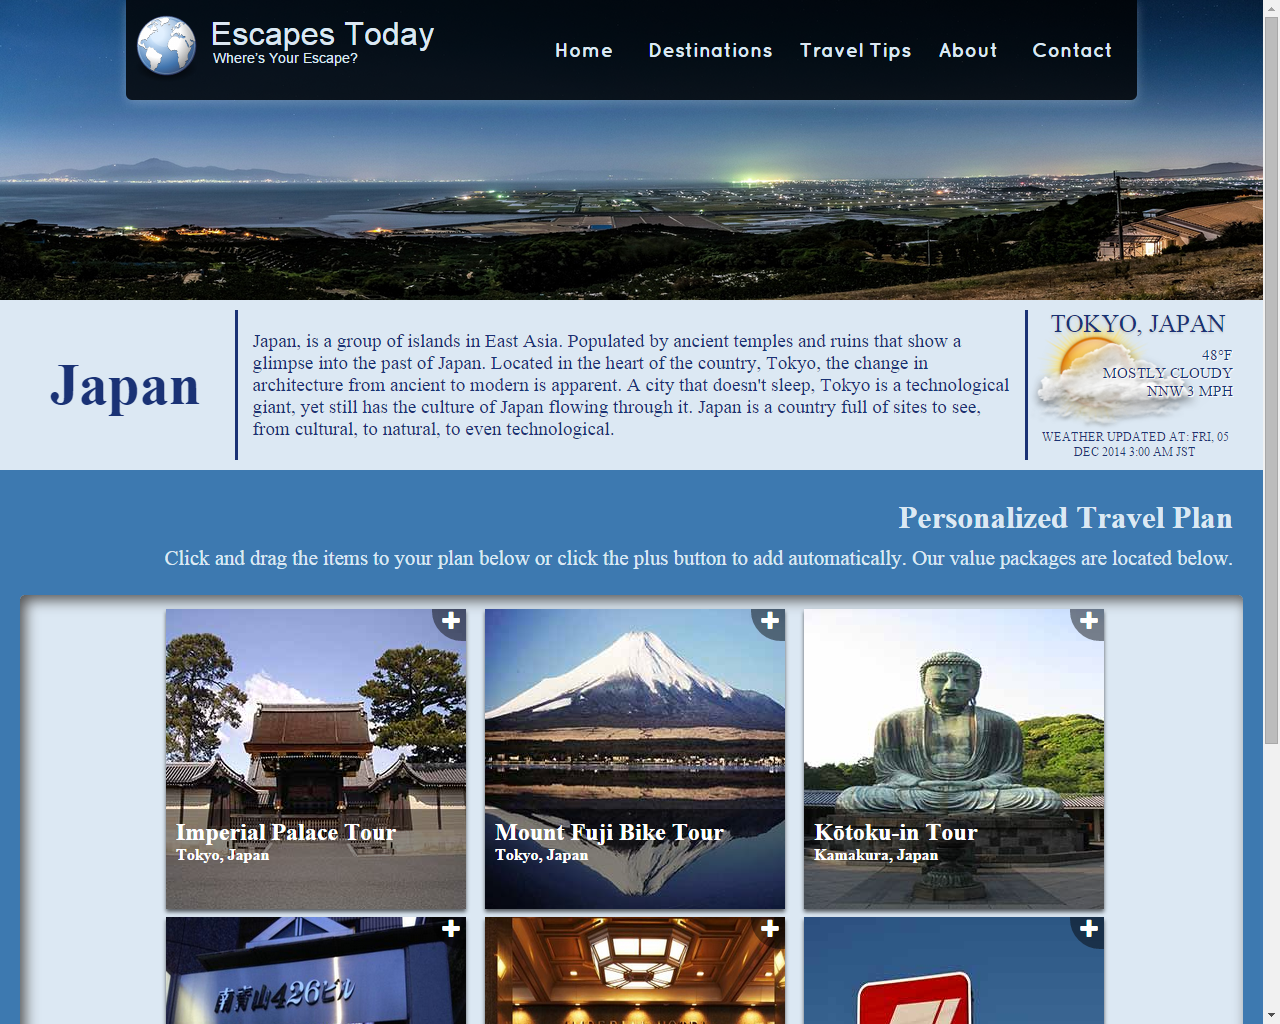 Escapes Today
Where's Your Escape?
Home Destinations Travel Tips About Contact
Japan
Japan, is a group of islands in East Asia. Populated by ancient temples and ruins that show a
glimpse into the past of Japan. Located in the heart of the country, Tokyo, the change in
architecture from ancient to modern is apparent. A city that doesn't sleep, Tokyo is a technological
giant, yet still has the culture of Japan flowing through it. Japan is a country full of sites to see,
from cultural, to natural, to even technological.
TOKYO, JAPAN
48°F
MOSTLY CLOUDY
NNW 3 MPH
WEATHER UPDATED AT: FRI, 05
DEC 2014 3:00 AM JST
Personalized Travel Plan
Click and drag the items to your plan below or click the plus button to add automatically. Our value packages are located below.
Imperial Palace Tour
Tokyo, Japan
Mount Fuji Bike Tour
Tokyo, Japan
Kōtoku-in Tour
Kamakura, Japan
南青山426ビル